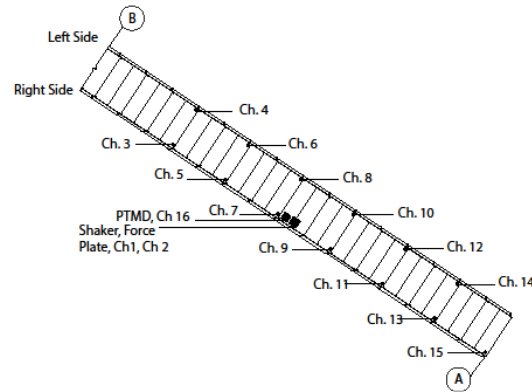 B
Left Side
Right Side
Ch. 4
Ch. 3
Ch. 6
Ch. 5
Ch. 8
PTMD, Ch 16
Ch. 7
Shaker, Force
Plate, Ch1, Ch 2
Ch. 10
Ch. 9
Ch. 12
Ch. 11
Ch. 14
Ch. 13
Ch. 15
A